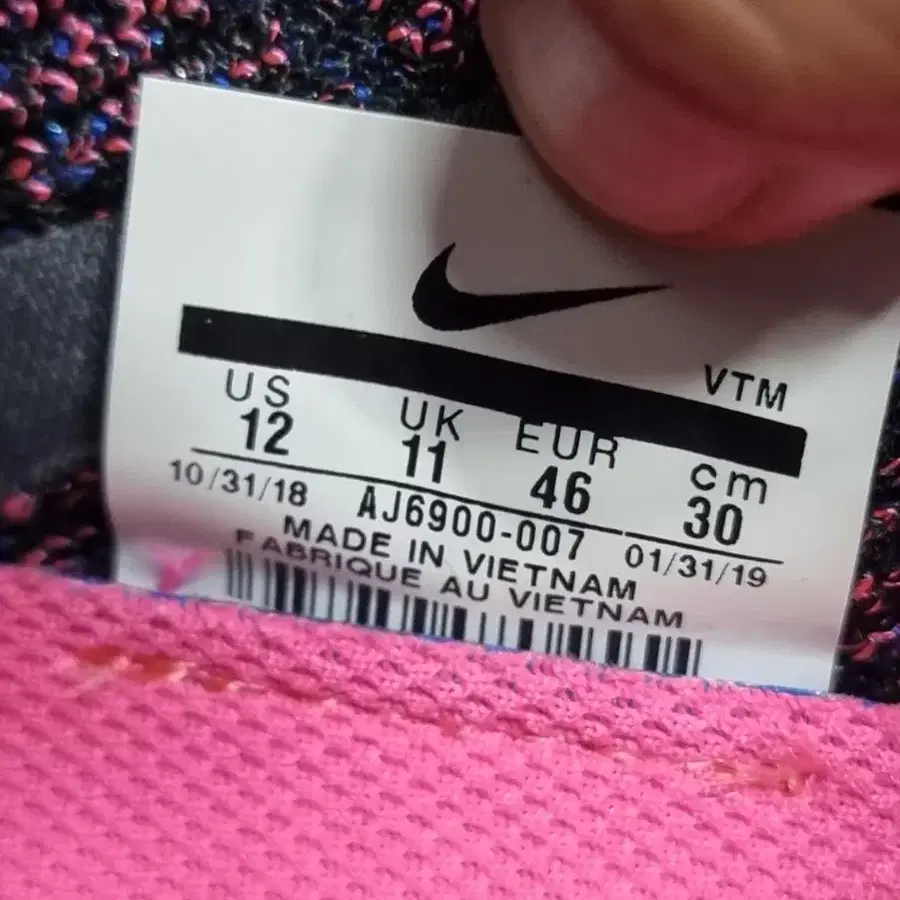 VTM
US UK EUR cm
12 11 46 30
10/31/18 AJ6900-007 01/31/19
MADE IN VIETNAM
FABRIQUE AU VIETNAM